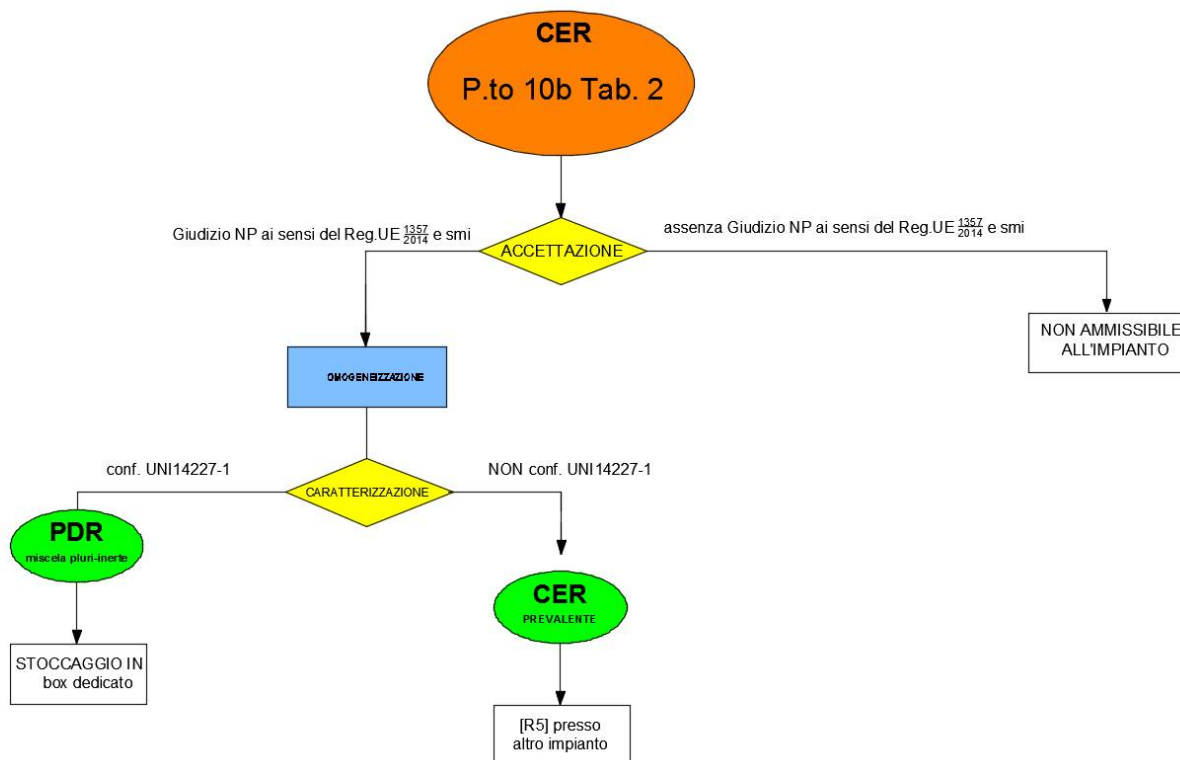 CER
P.to 10b Tab. 2
Giudizio NP ai sensi del Reg.UE 1357/2014 e smi
assenza Giudizio NP ai sensi del Reg.UE 1357/2014 e smi
ACCETTAZIONE
NON AMMISSIBILE
ALL'IMPIANTO
OMOGENEIZZAZIONE
conf. UNI14227-1
NON conf. UNI14227-1
CARATTERIZZAZIONE
PDR
miscela pluri-inerte
CER
PREVALENTE
STOCCAGGIO IN
box dedicato
[R5] presso
altro impianto